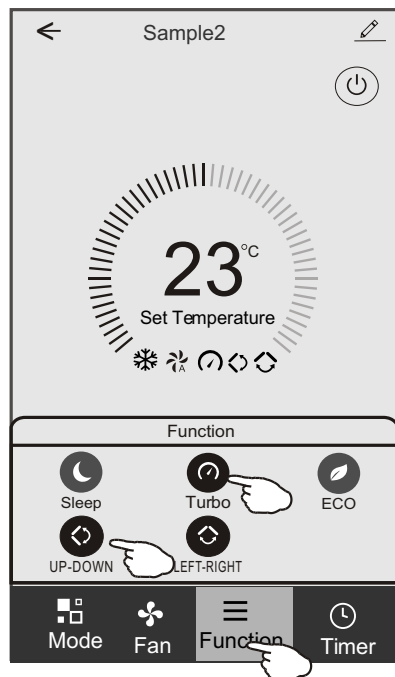 Sample2
23°C
Set Temperature
A
Function
Sleep Turbo ECO
UP-DOWN LEFT-RIGHT
Mode Fan Function Timer